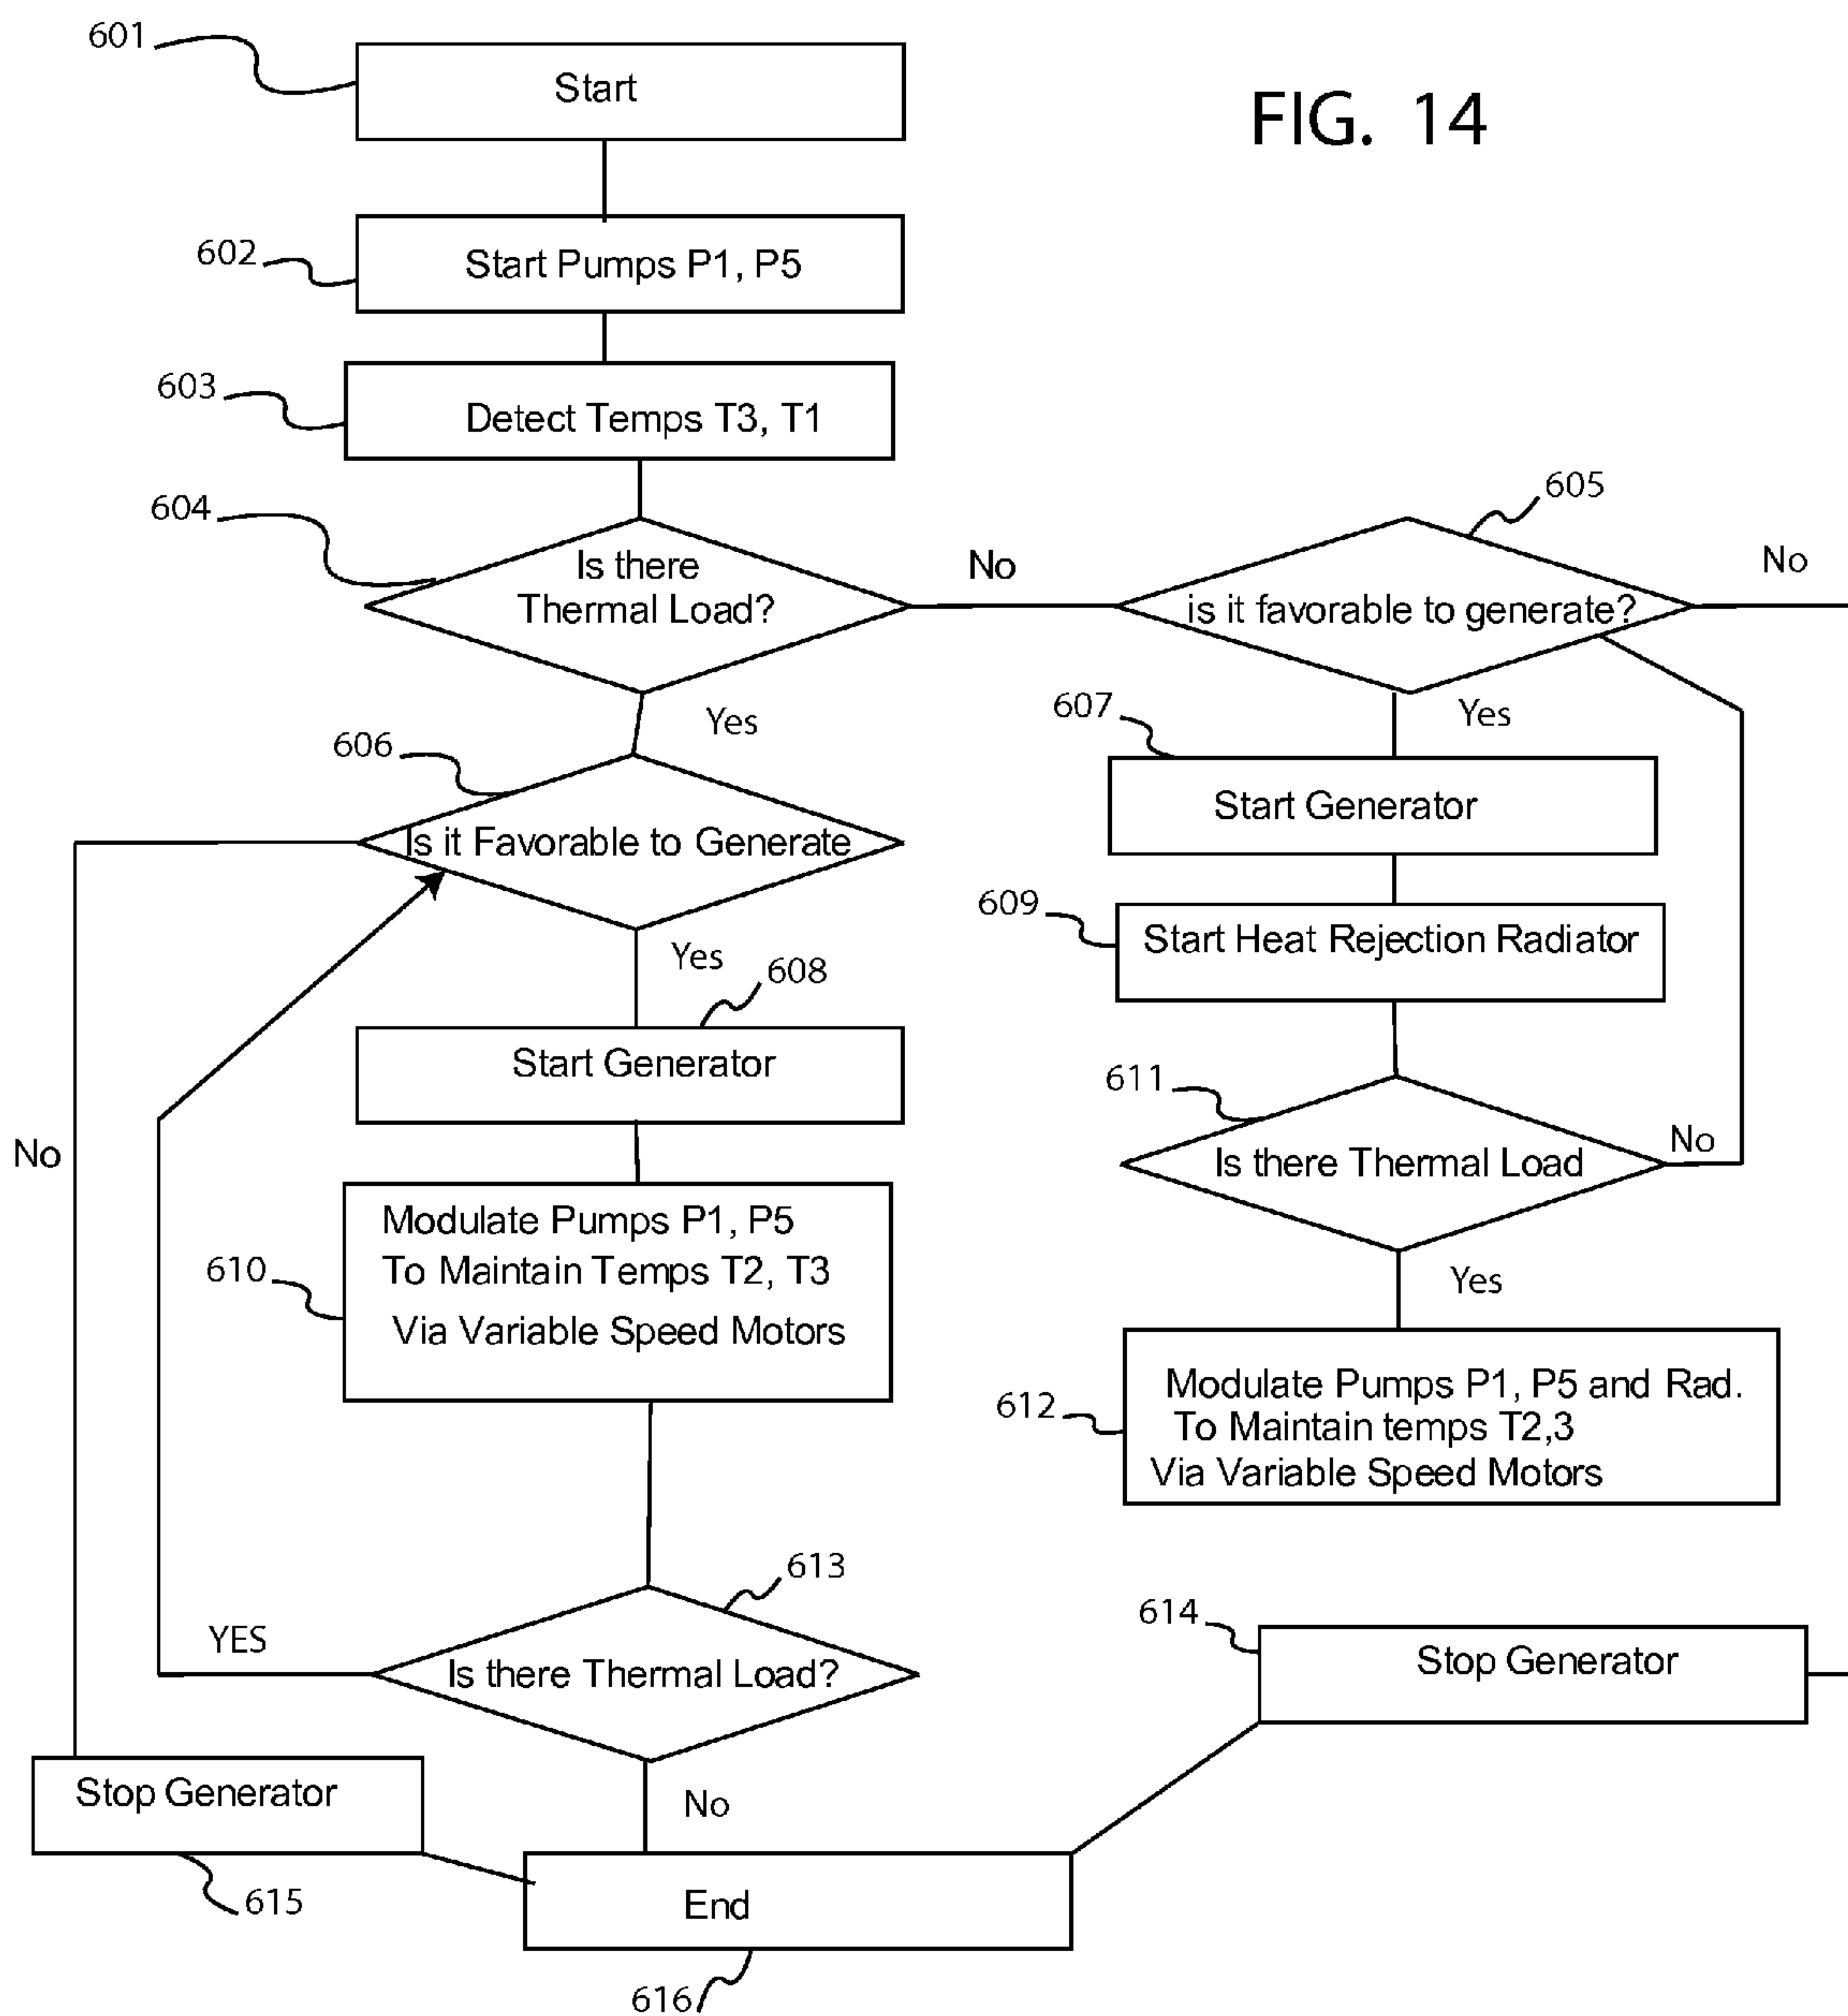 601
Start
FIG. 14
602
Start Pumps P1, P5
603
Detect Temps T3, T1
604
Is there
Thermal Load?
No
605
is it favorable to generate?
No
Yes
606
Is it Favorable to Generate
Yes
607
Start Generator
609
Start Heat Rejection Radiator
Yes
608
Start Generator
611
Is there Thermal Load
No
No
Modulate Pumps P1, P5
To Maintain Temps T2, T3
Via Variable Speed Motors
610
Yes
612
Modulate Pumps P1, P5 and Rad.
To Maintain temps T2,3
Via Variable Speed Motors
613
YES
Is there Thermal Load?
614
Stop Generator
Stop Generator
No
615
End
616